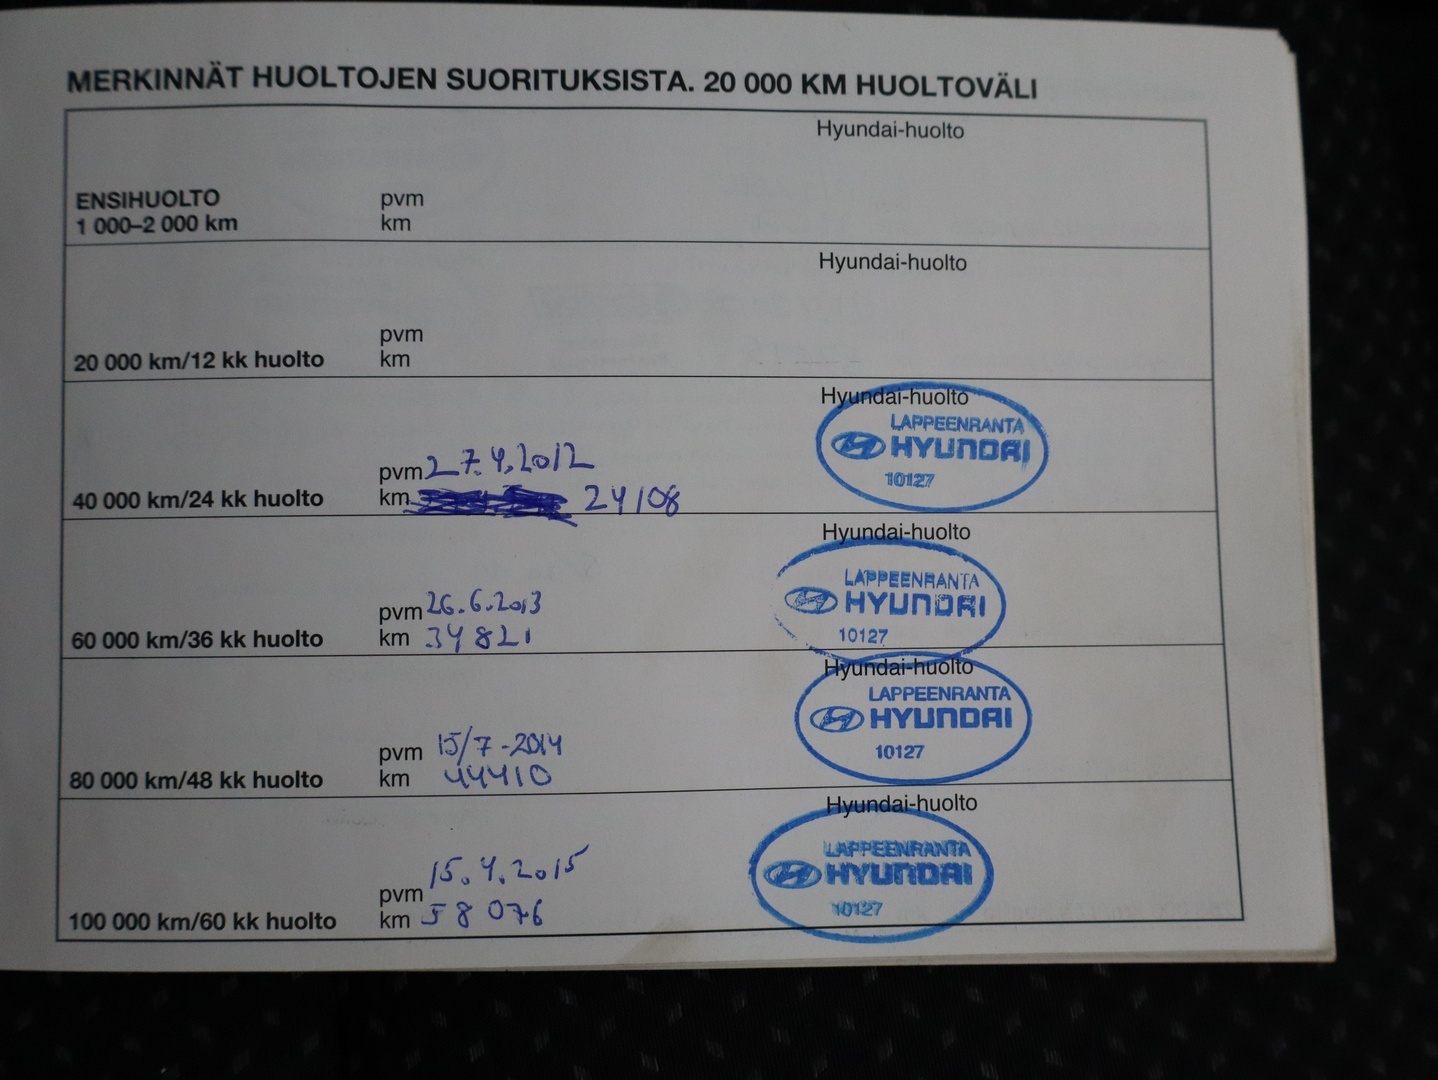 MERKINNÄT HUOLTOJEN SUORITUKSISTA. 20 000 KM HUOLTOVÄLI
Hyundai-huolto
ENSIHUOLTO pvm
1 000–2 000 km km
Hyundai-huolto
pvm
20 000 km/12 kk huolto km
Hyundai-huolto
LAPPEENRANTA
HYUNDAI
10127
pvm 27.4.2012
40 000 km/24 kk huolto km 24108
Hyundai-huolto
LAPPEENRANTA
HYUNDAI
10127
pvm 26.6.2013
60 000 km/36 kk huolto km 34821
Hyundai-huolto
LAPPEENRANTA
HYUNDAI
10127
pvm 15/7-2014
80 000 km/48 kk huolto km 44410
Hyundai-huolto
LAPPEENRANTA
HYUNDAI
10127
pvm 15.4.2015
100 000 km/60 kk huolto km 58 076